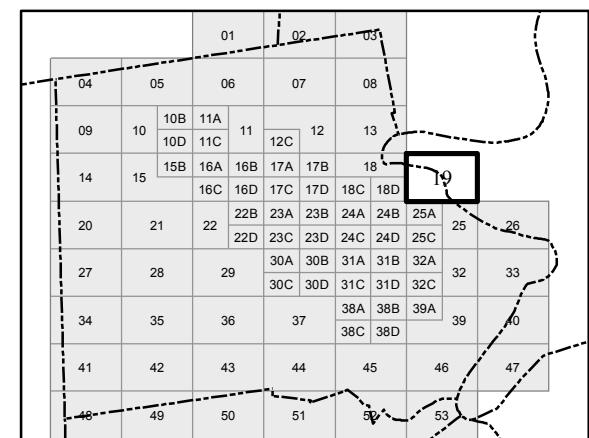 01 02 03
04 05 06 07 08
10B 11A
09 10 11 12 13
10D 11C 12C
15B 16A 16B 17A 17B 18
14 15 19
16C 16D 17C 17D 18C 18D
22B 23A 23B 24A 24B 25A
20 21 22 25 26
22D 23C 23D 24C 24D 25C
30A 30B 31A 31B 32A
27 28 29 32 33
30C 30D 31C 31D 32C
38A 38B 39A
34 35 36 37 39 40
38C 38D
41 42 43 44 45 46 47
48 49 50 51 52 53